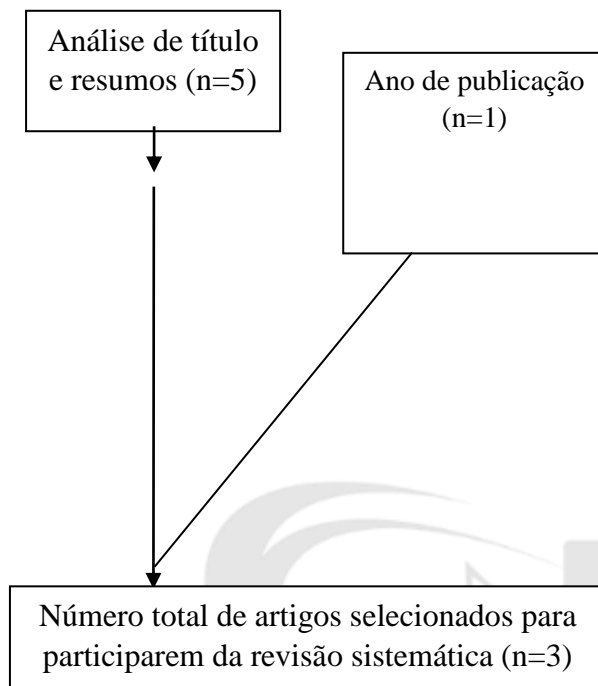 Análise de título
e resumos (n=5)
Ano de publicação
(n=1)
Número total de artigos selecionados para
participarem da revisão sistemática (n=3)